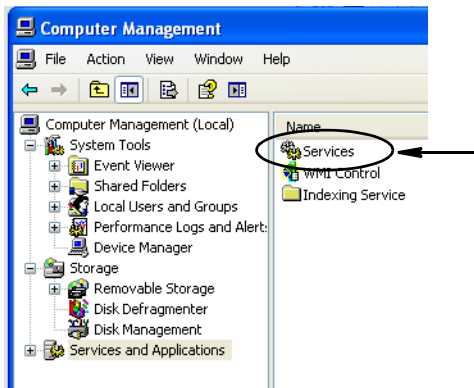 Computer Management
File Action View Window Help
Computer Management (Local)
System Tools
Event Viewer
Shared Folders
Local Users and Groups
Performance Logs and Alert
Device Manager
Storage
Removable Storage
Disk Defragmenter
Disk Management
Services and Applications
Name
Services
WMI Control
Indexing Service